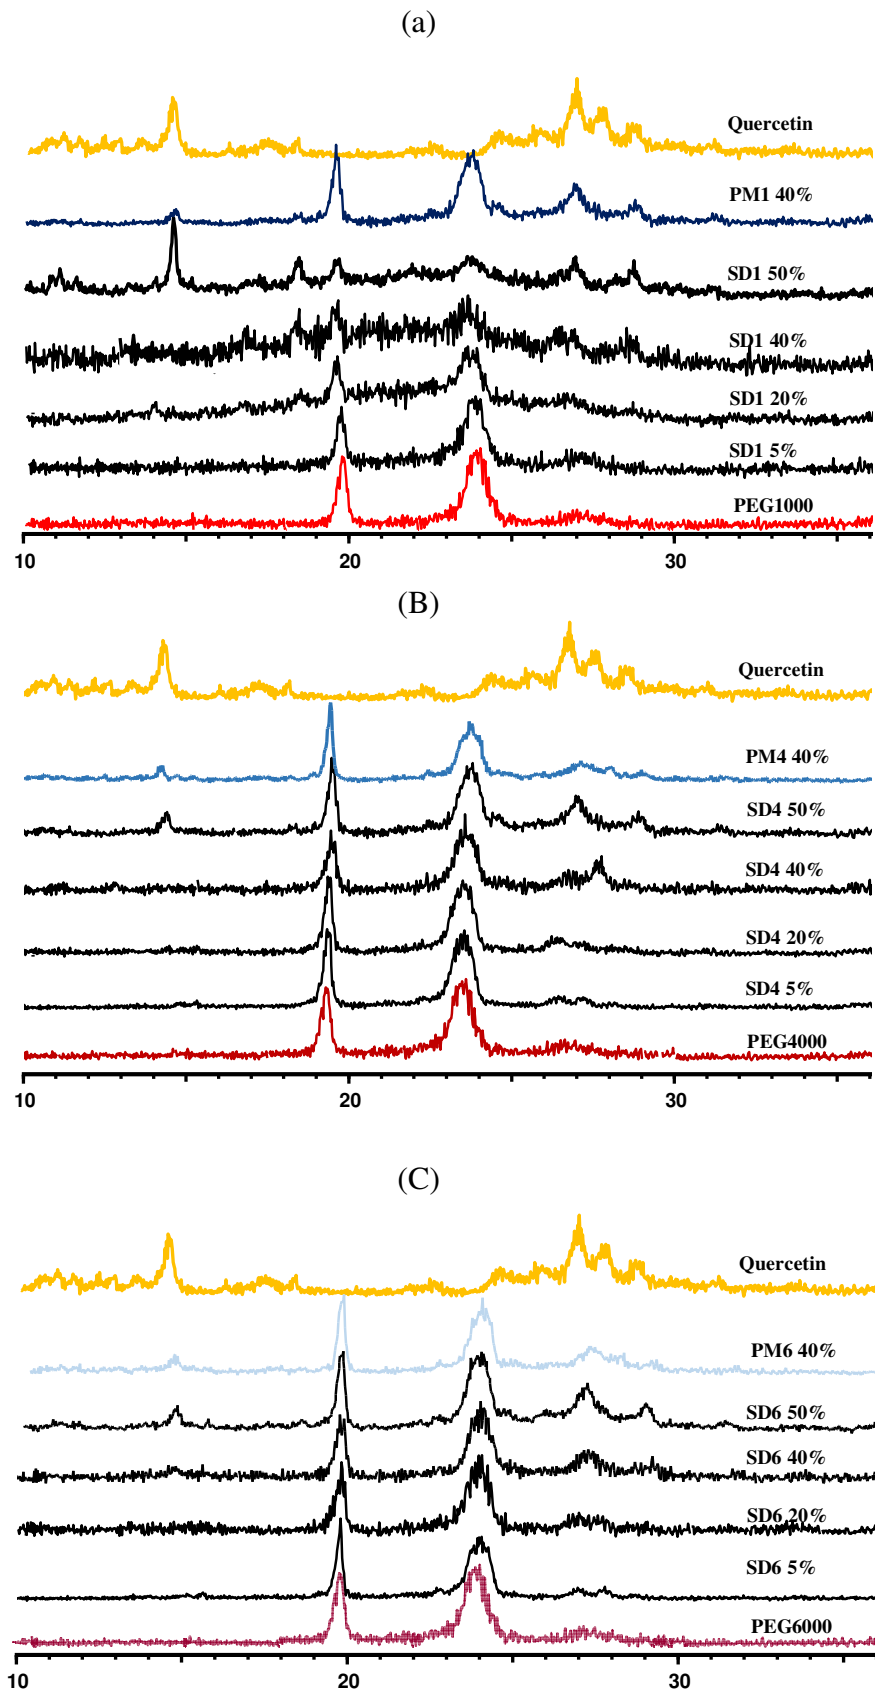 (a)
Quercetin
PM1 40%
SD1 50%
SD1 40%
SD1 20%
SD1 5%
PEG1000
10 20 30
(B)
Quercetin
PM4 40%
SD4 50%
SD4 40%
SD4 20%
SD4 5%
PEG4000
10 20 30
(C)
Quercetin
PM6 40%
SD6 50%
SD6 40%
SD6 20%
SD6 5%
PEG6000
10 20 30